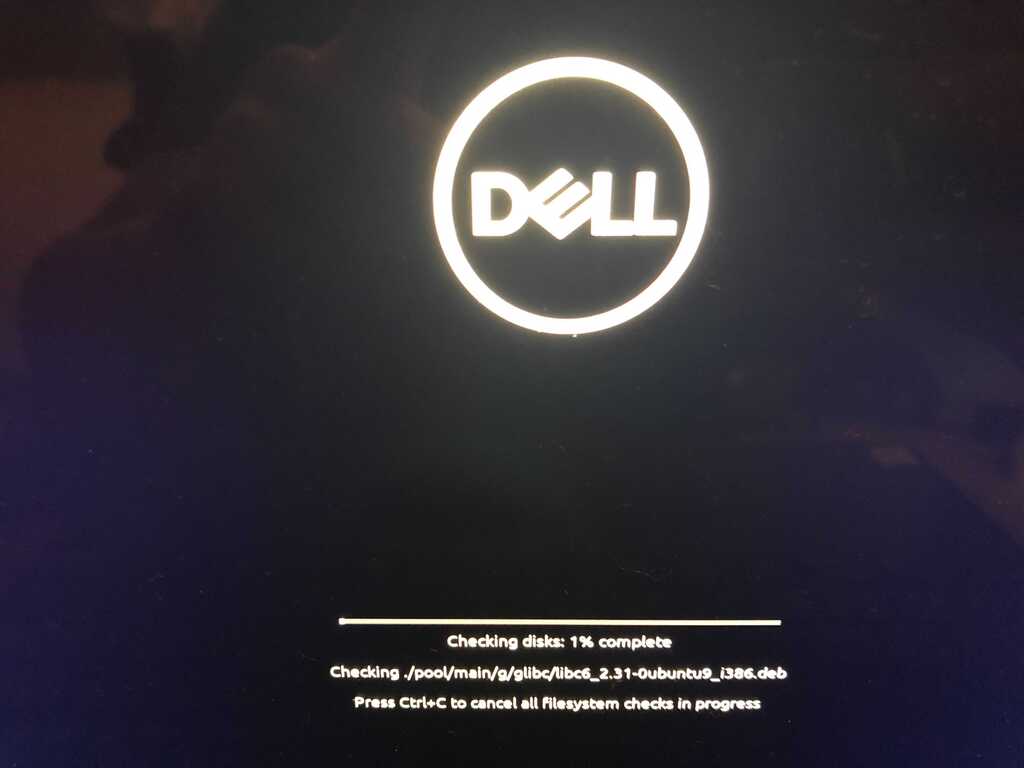 DELL
Checking disks: 1% complete
Checking ./pool/main/g/glibc/libc6_2.31-0ubuntu9_i386.deb
Press Ctrl+C to cancel all filesystem checks in progress